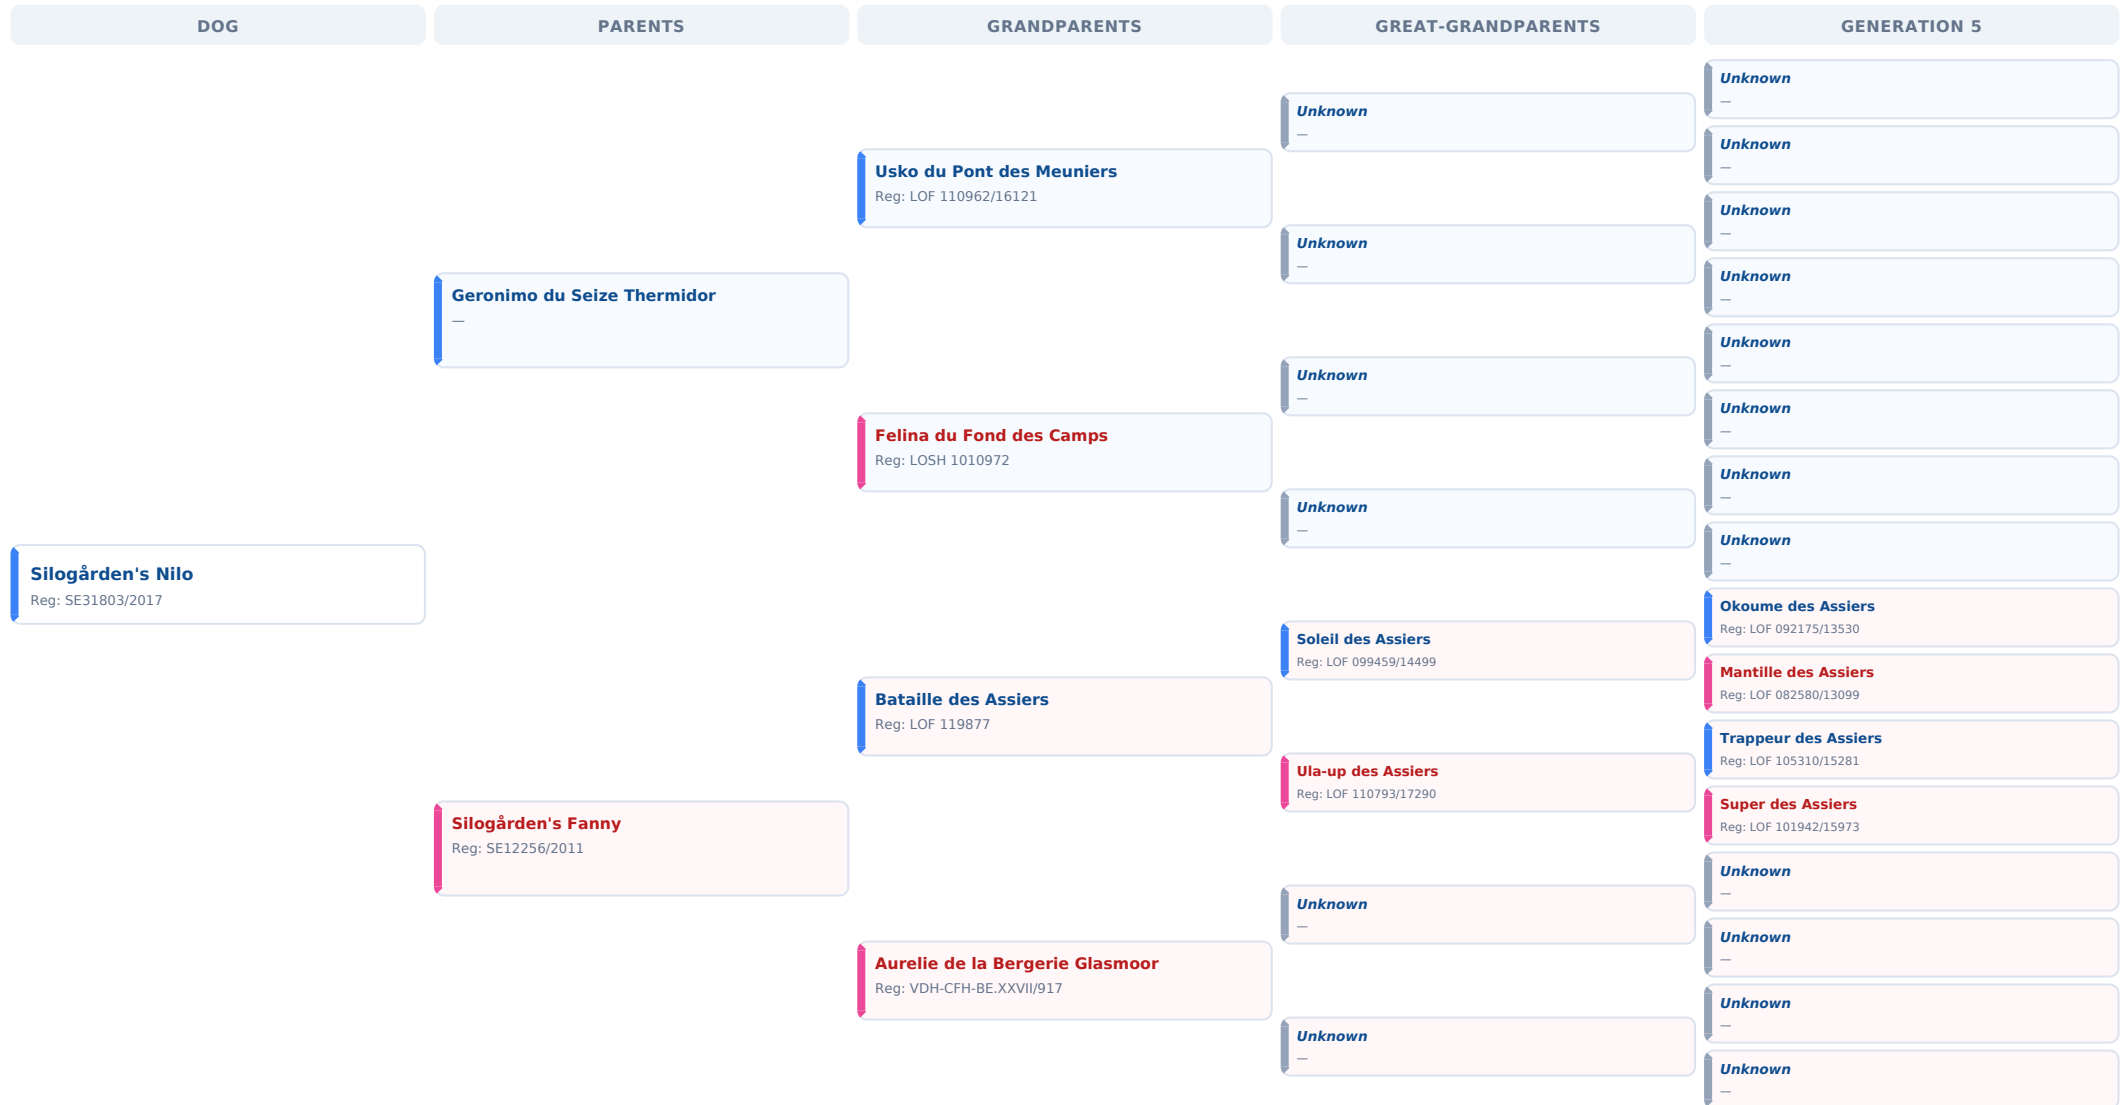 DOG
PARENTS
GRANDPARENTS
GREAT-GRANDPARENTS
GENERATION 5
Silogården's Nilo
Reg: SE31803/2017
Geronimo du Seize Thermidor
—
Silogården's Fanny
Reg: SE12256/2011
Usko du Pont des Meuniers
Reg: LOF 110962/16121
Felina du Fond des Camps
Reg: LOSH 1010972
Bataille des Assiers
Reg: LOF 119877
Aurelie de la Bergerie Glasmoor
Reg: VDH-CFH-BE.XXVII/917
Unknown
—
Unknown
—
Unknown
—
Unknown
—
Soleil des Assiers
Reg: LOF 099459/14499
Ula-up des Assiers
Reg: LOF 110793/17290
Unknown
—
Unknown
—
Unknown
—
Unknown
—
Unknown
—
Unknown
—
Unknown
—
Unknown
—
Unknown
—
Unknown
—
Okoume des Assiers
Reg: LOF 092175/13530
Mantille des Assiers
Reg: LOF 082580/13099
Trappeur des Assiers
Reg: LOF 105310/15281
Super des Assiers
Reg: LOF 101942/15973
Unknown
—
Unknown
—
Unknown
—
Unknown
—